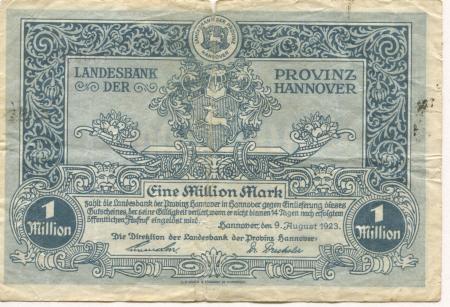 LANDESBANK PROVINZ
DER HANNOVER
Eine Million Mark
zahlt die Landesbank der Provinz Hannover in Hannover gegen Einlieferung dieses
Gutscheines, der seine Gültigkeit verliert, wenn er nicht binnen 14 Tagen nach erfolgtem
öffentlichen Aufruf eingelöst wird.
Hannover, den 9. August 1923.
Die Direktion der Landesbank der Provinz Hannover
1 Million
1 Million